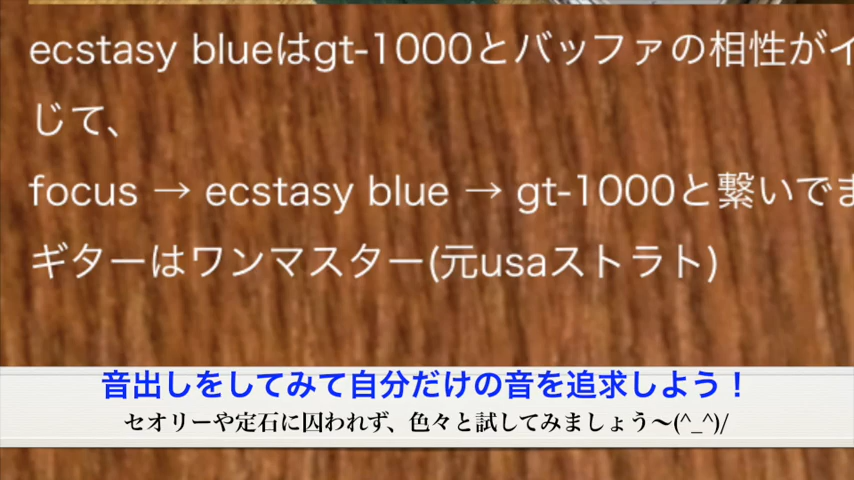 ecstasy blueはgt-1000とバッファの相性がイ
じて、
focus → ecstasy blue → gt-1000と繋いでま
ギターはワンマスター(元usaストラト)
音出しをしてみて自分だけの音を追求しよう！
セオリーや定石に囚われず、色々と試してみましょう〜(^_^)/